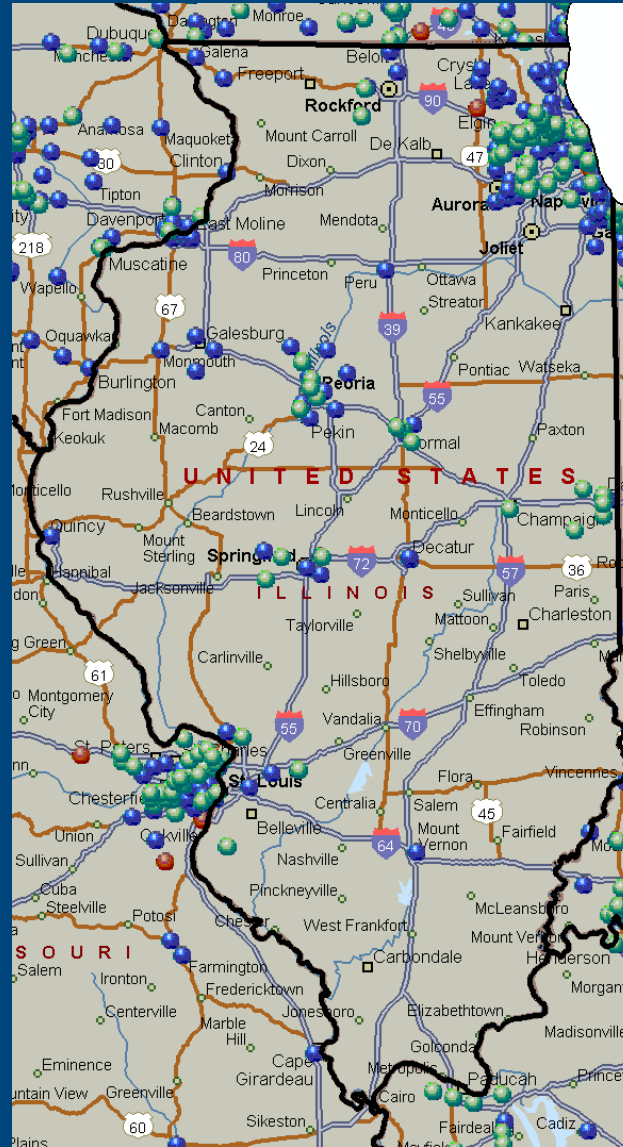 Monroe
Dubuque
Galena
Beloit
Freeport
Crystal
Lake
Rockford
90
Elgin
Anamosa
Mount Carroll
Maquoketa
De Kalb
47
30
Clinton
Dixon
Tipton
Morrison
Aurora
Davenport
East Moline
Mendota
218
Joliet
80
Muscatine
Princeton
Peru
Ottawa
Wapello
67
Streator
39
Kankakee
Oquawka
Galesburg
Illinois
Monmouth
Pontiac
Watseka
Burlington
Peoria
55
Fort Madison
Canton
Macomb
Pekin
Normal
Paxton
Keokuk
24
UNITED STATES
Monticello
Rushville
Lincoln
Beardstown
Monticello
Champaign
Quincy
Mount
Sterling
Springfield
Decatur
72
57
36
Hannibal
Jacksonville
ILLINOIS
Sullivan
Paris
Taylorville
Mattoon
Charleston
Carlinville
Shelbyville
61
Hillsboro
Toledo
Montgomery
City
Vandalia
Effingham
55
70
Robinson
St. Peters
Greenville
St. Louis
Flora
Vincennes
Centralia
Salem
45
Union
Oakville
Belleville
Mount
Vernon
Fairfield
64
Sullivan
Nashville
Cuba
Pinckneyville
Steelville
McLeansboro
Potosi
Chester
West Frankfort
Mount Vernon
SOURI
Carbondale
Henderson
Salem
Farmington
Ironton
Fredericktown
Centerville
Jonesboro
Elizabethtown
Marble
Hill
Golconda
Madisonville
Eminence
Cape
Girardeau
Metropolis
Paducah
Greenville
Cairo
60
Sikeston
Cadiz